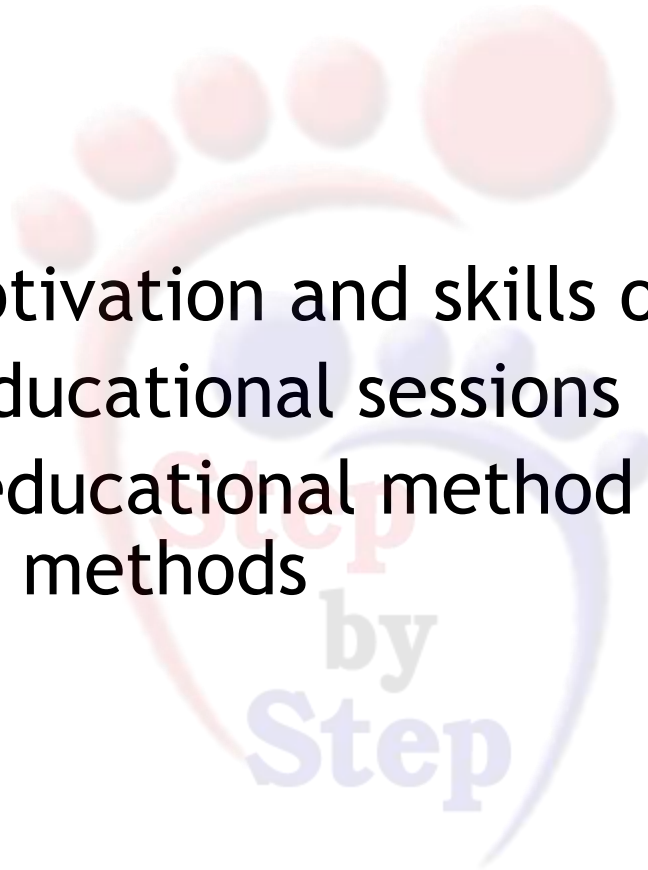 otivation and skills o
ducational sessions
educational method
methods
Step
by
Step